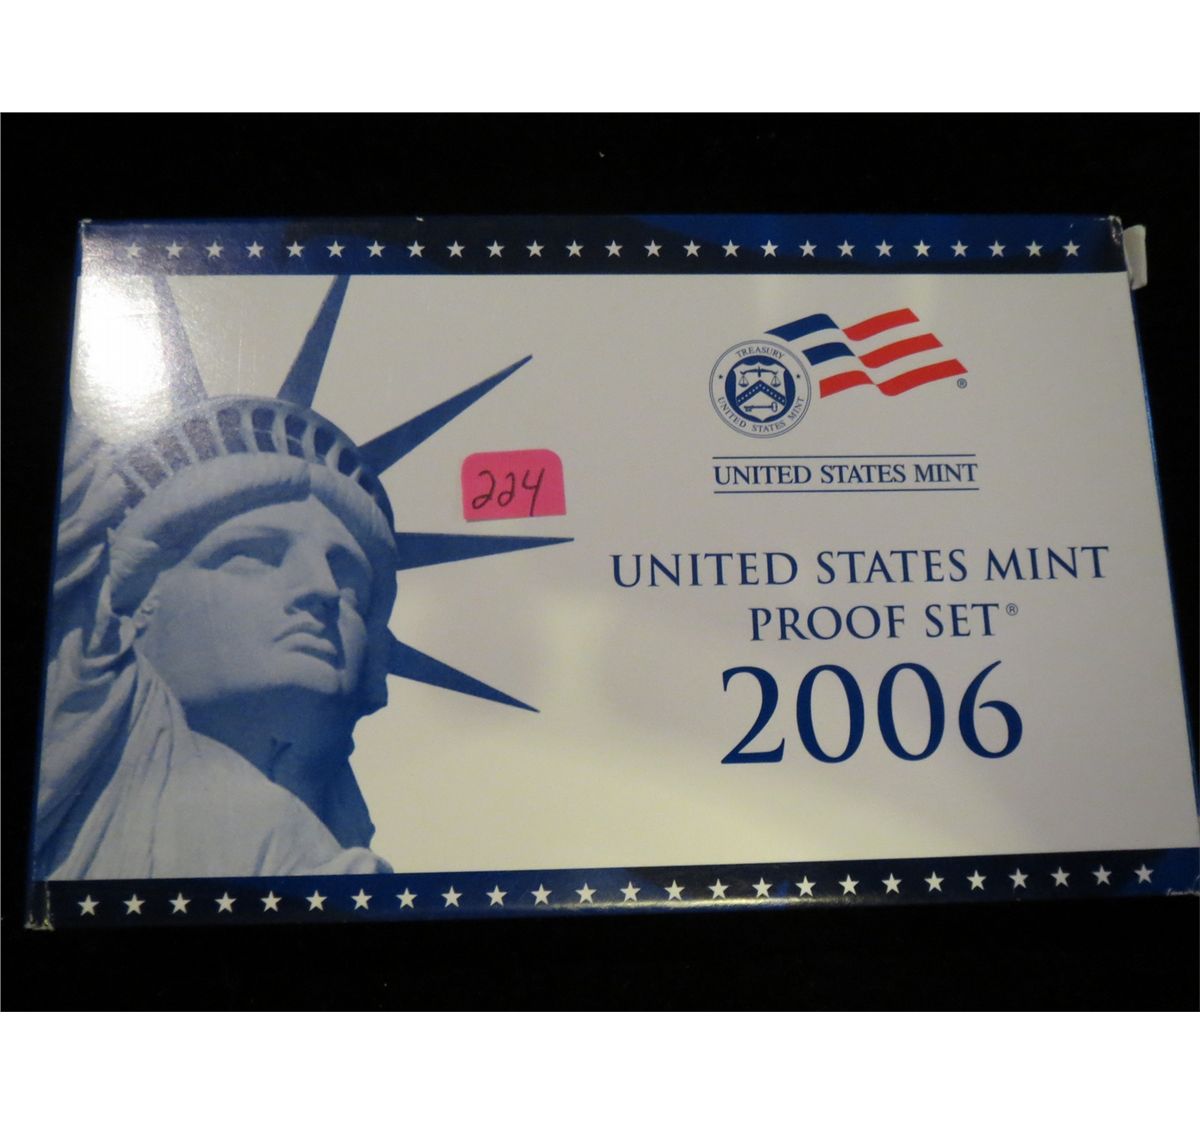 TREASURY
UNITED STATES MINT
®
UNITED STATES MINT
224
UNITED STATES MINT
PROOF SET®
2006